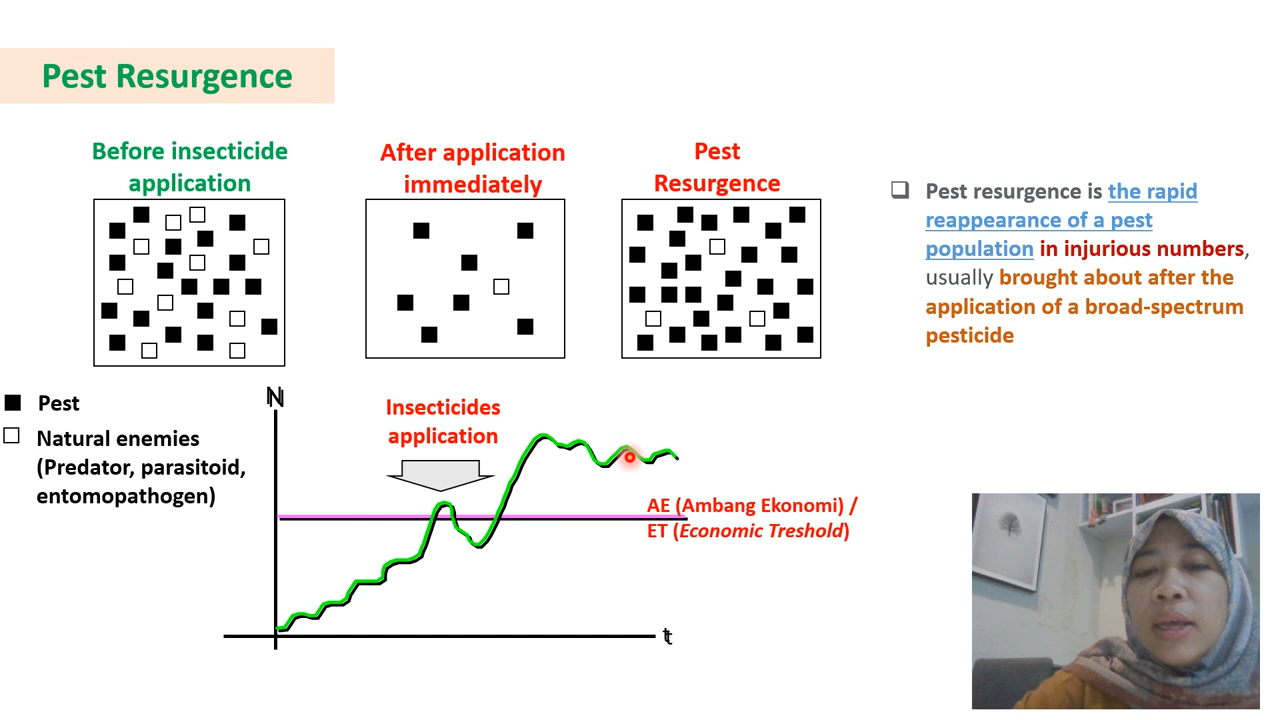 Pest Resurgence
Before insecticide
application
After application
immediately
Pest
Resurgence
❑ Pest resurgence is the rapid
reappearance of a pest
population in injurious numbers,
usually brought about after the
application of a broad-spectrum
pesticide
Pest
Natural enemies
(Predator, parasitoid,
entomopathogen)
N
Insecticides
application
AE (Ambang Ekonomi) /
ET (Economic Treshold)
t